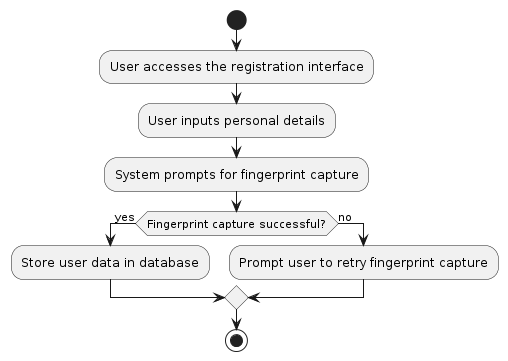 User accesses the registration interface
User inputs personal details
System prompts for fingerprint capture
yes
Fingerprint capture successful?
no
Store user data in database
Prompt user to retry fingerprint capture